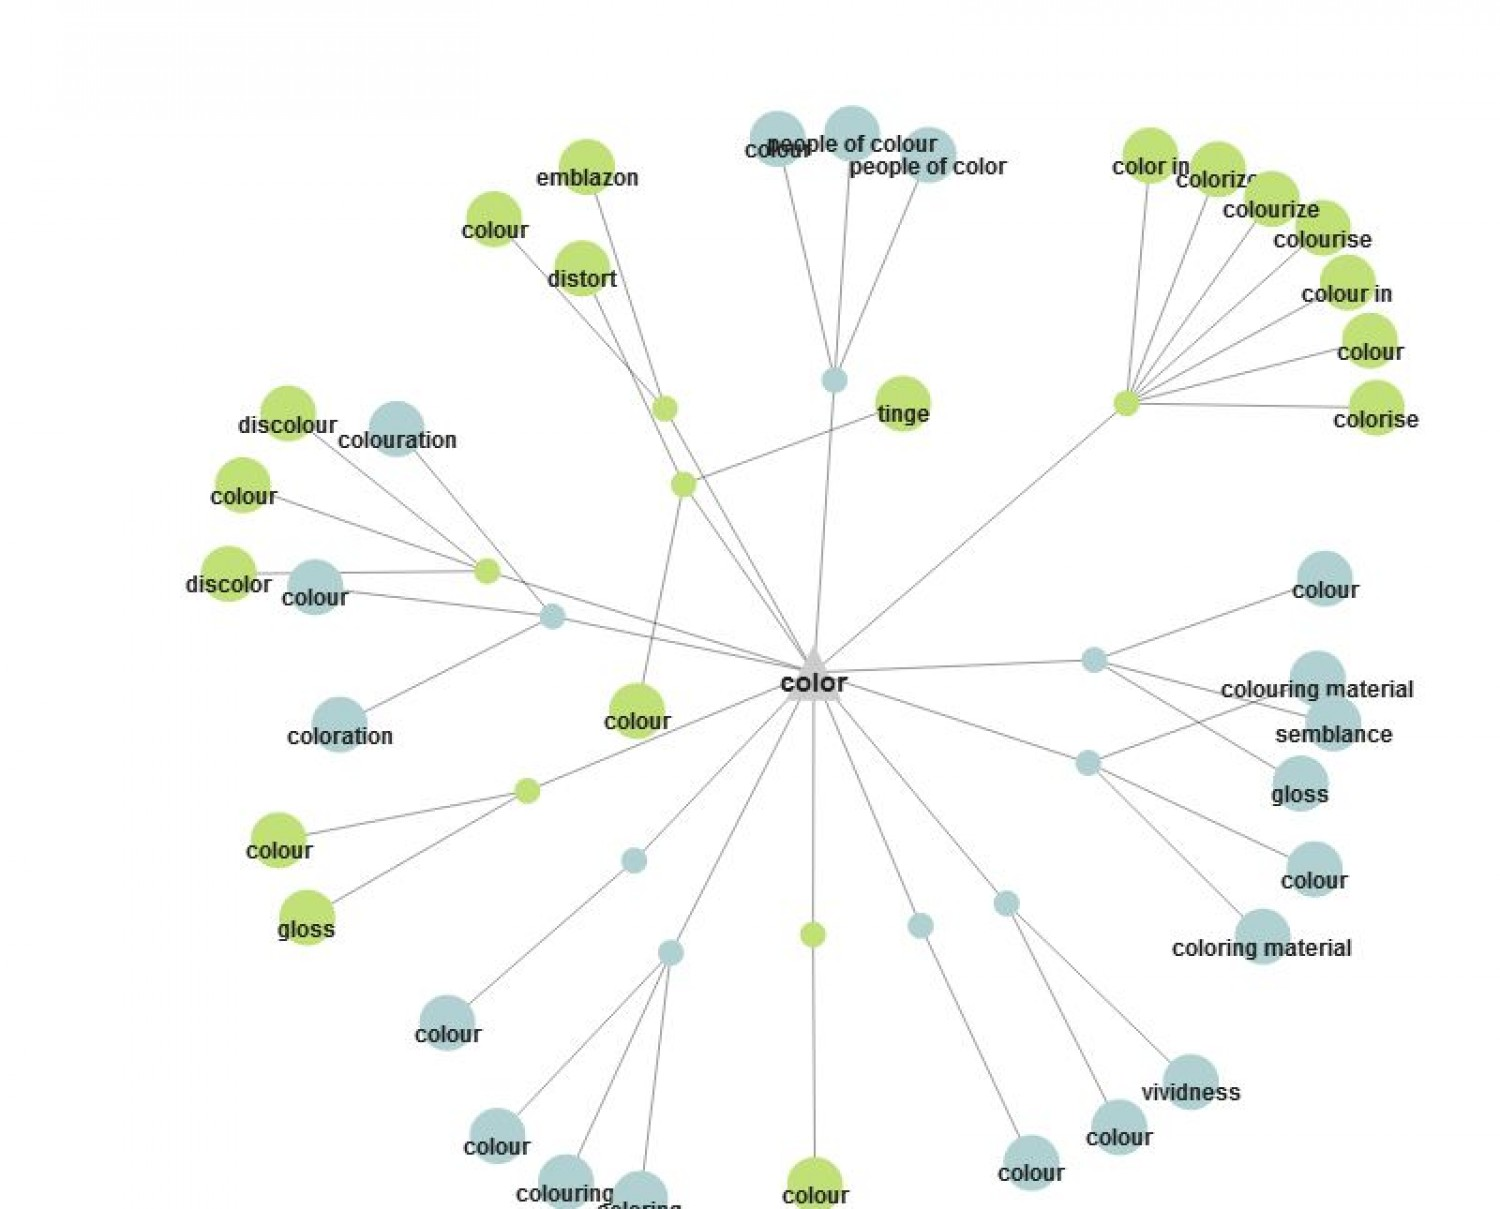 emblazon
colour
people of colour
people of color
color in
colorize
colour
distort
colourize
colourise
colour in
colour
tinge
colorise
discolour
colouration
colour
discolor
colour
colour
color
colouring material
colour
coloration
semblance
gloss
colour
colour
gloss
coloring material
colour
vividness
colour
colour
colour
colouring
coloring
colour